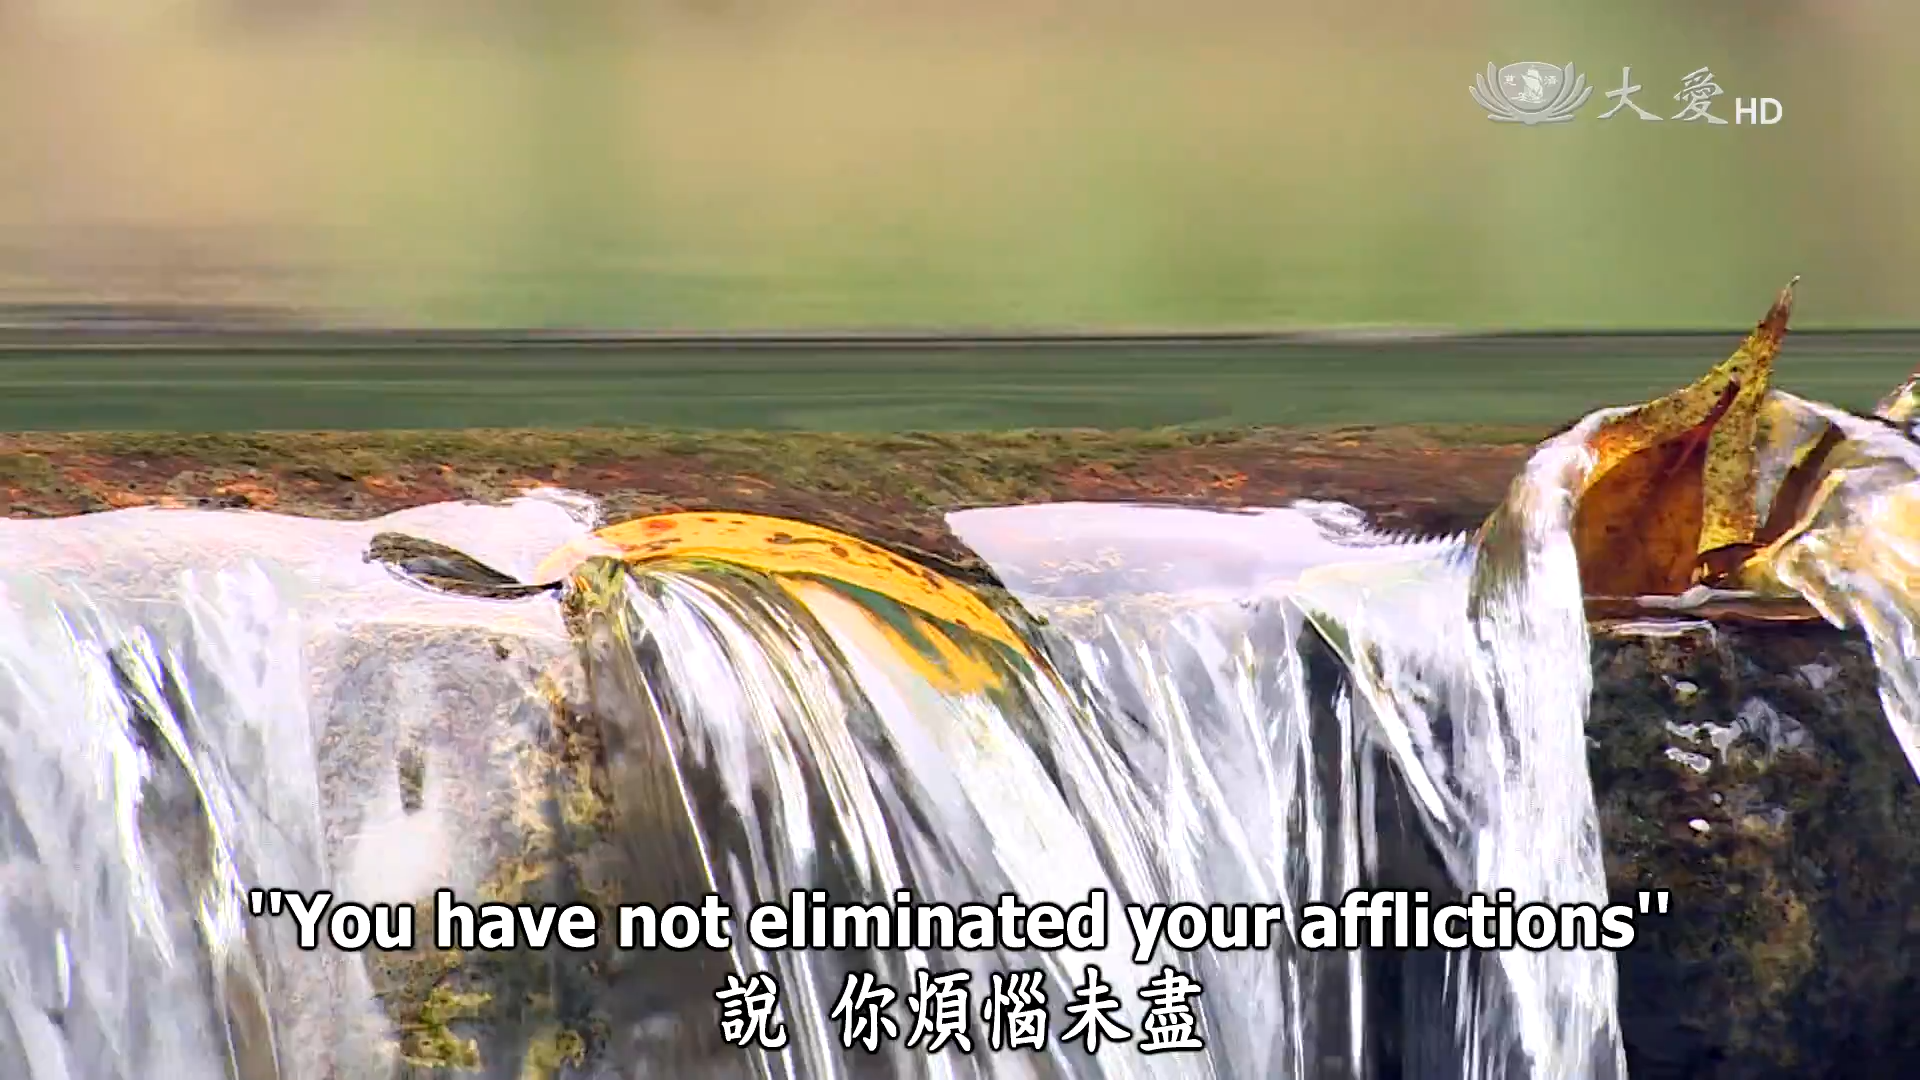 大愛HD
"You have not eliminated your afflictions"
說 你煩惱未盡